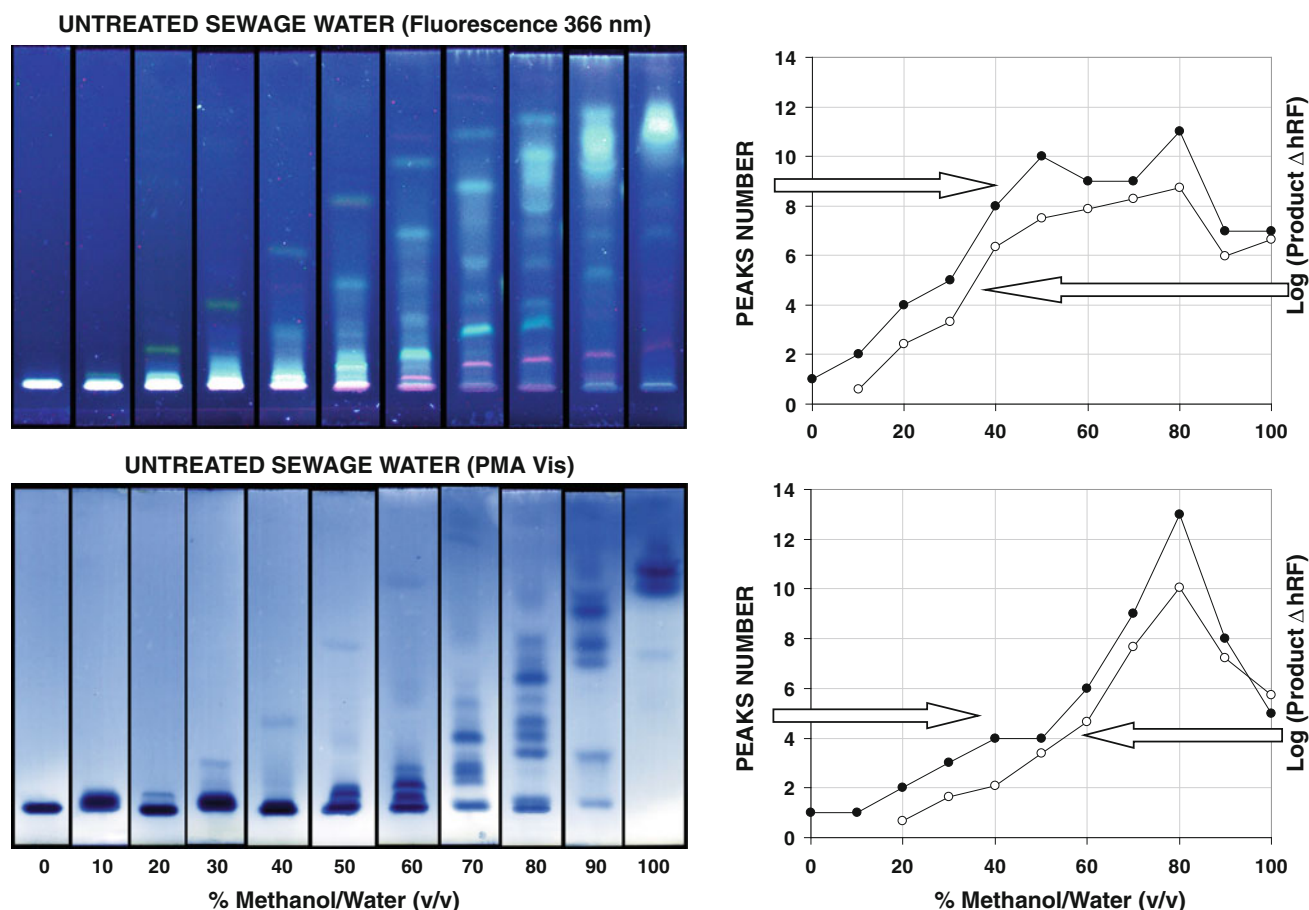 UNTREATED SEWAGE WATER (Fluorescence 366 nm)
14
12
10
8
6
4
2
0
0 20 40 60 80 100
PEAKS NUMBER
Log (Product ΔhRF)
UNTREATED SEWAGE WATER (PMA Vis)
0 10 20 30 40 50 60 70 80 90 100
% Methanol/Water (v/v)
14
12
10
8
6
4
2
0
0 20 40 60 80 100
PEAKS NUMBER
Log (Product ΔhRF)
% Methanol/Water (v/v)